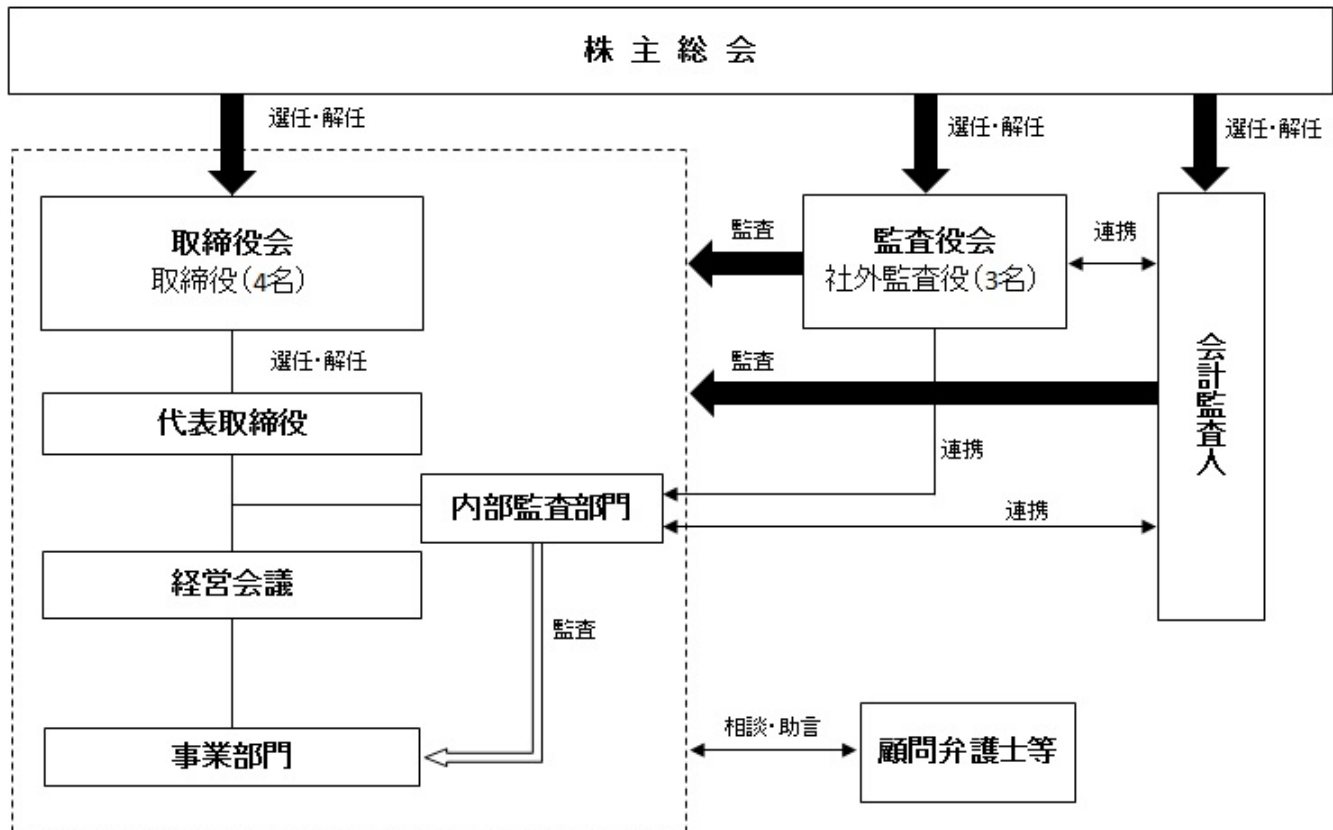 株主総会
選任・解任
選任・解任
選任・解任
取締役会
取締役(4名)
監査
監査役会
社外監査役(3名)
連携
会計監査人
選任・解任
監査
代表取締役
連携
内部監査部門
連携
経営会議
監査
事業部門
相談・助言
顧問弁護士等